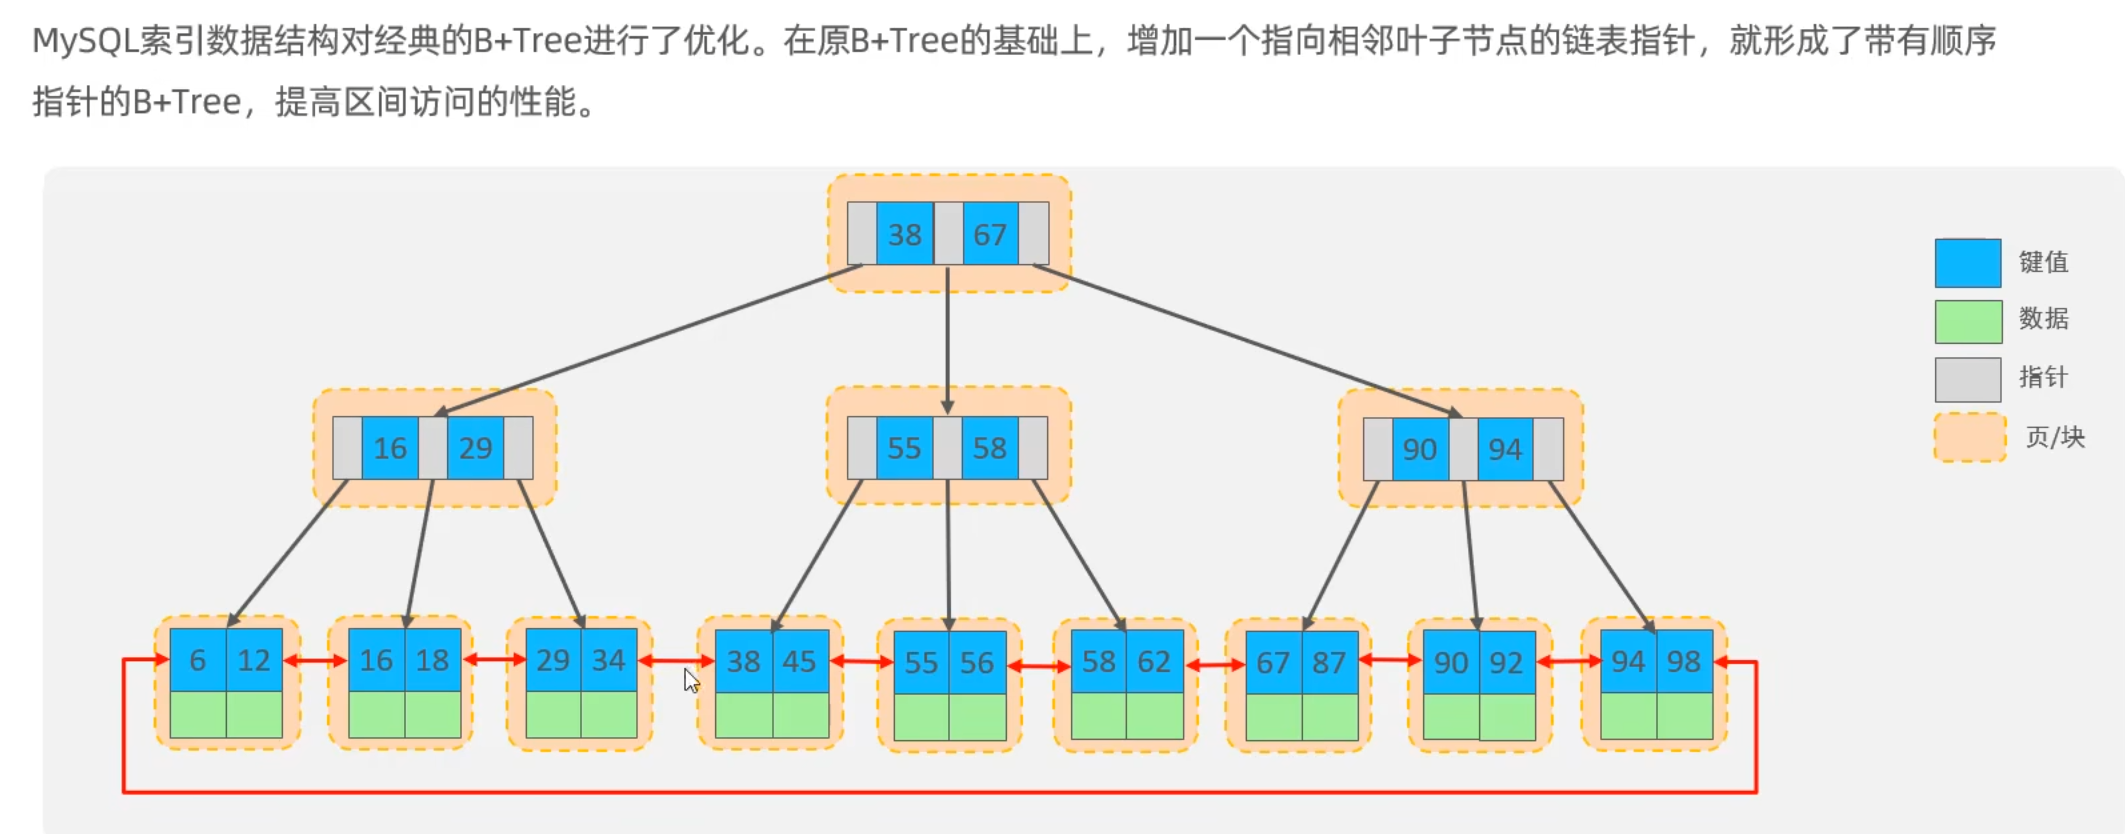 MySQL索引数据结构对经典的B+Tree进行了优化。在原B+Tree的基础上，增加一个指向相邻叶子节点的链表指针，就形成了带有顺序
指针的B+Tree，提高区间访问的性能。
38 67
键值
数据
指针
页/块
16 29
55 58
90 94
6 12 16 18 29 34 38 45 55 56 58 62 67 87 90 92 94 98